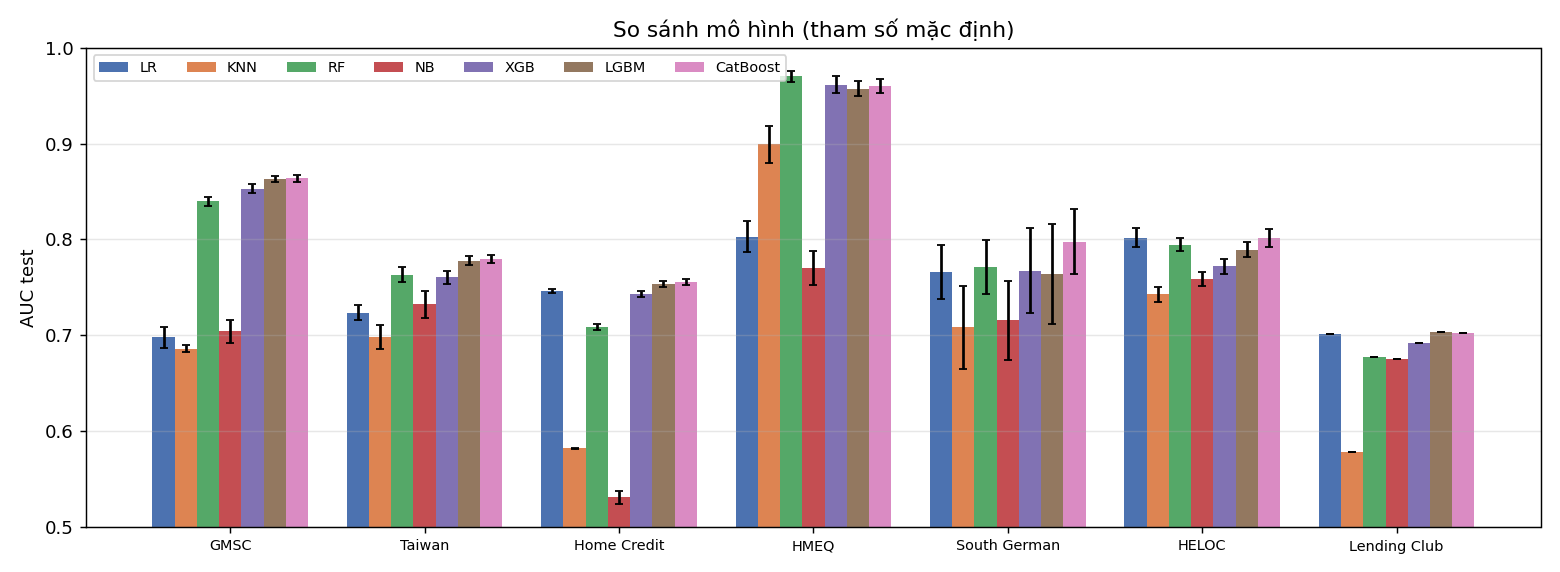 So sánh mô hình (tham số mặc định)
LR KNN RF NB XGB LGBM CatBoost
AUC test
1.0
0.9
0.8
0.7
0.6
0.5
GMSC Taiwan Home Credit HMEQ South German HELOC Lending Club